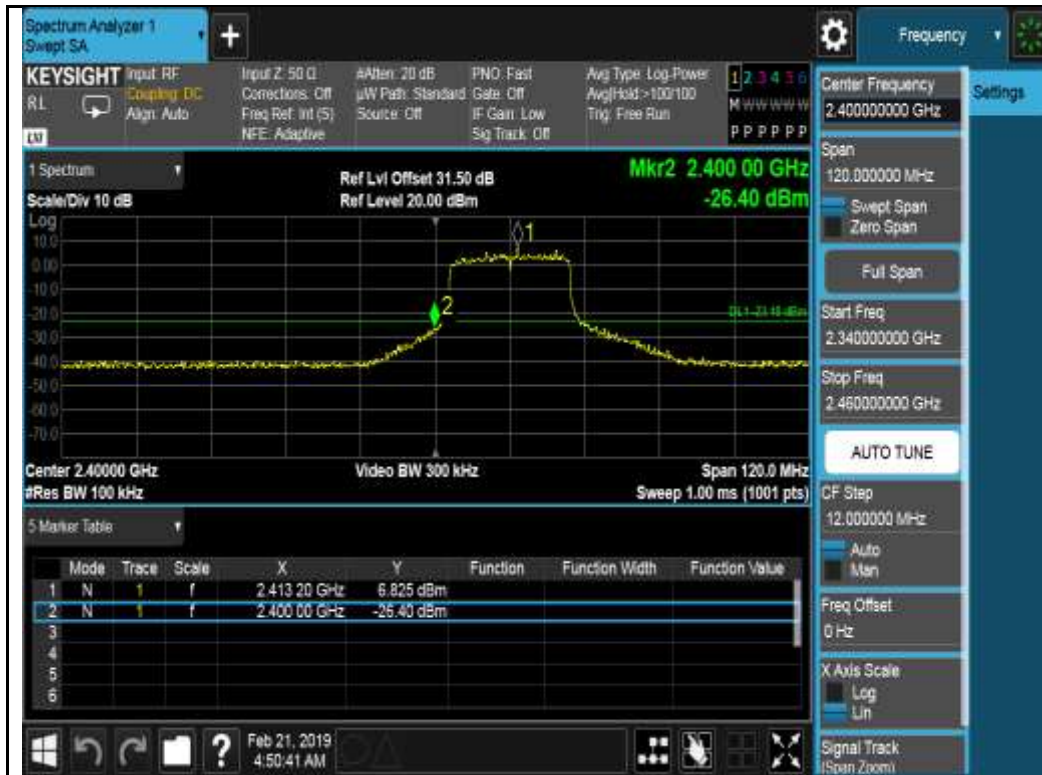 Spectrum Analyzer 1
Swept SA
+
Frequency
KEYSIGHT
RL
LXI
Input: RF
Coupling: DC
Align: Auto
Input Z: 50 Ω
Corrections: Off
Freq Ref: Int (S)
NFE: Adaptive
#Atten: 20 dB
µW Path: Standard
Source: Off
PNO: Fast
Gate: Off
IF Gain: Low
Sig Track: Off
Avg Type: Log-Power
Avg|Hold:>100/100
Trig: Free Run
1 2 3 4 5 6
M W W W W W
P P P P P P
Center Frequency
2.400000000 GHz
Settings
Span
120.000000 MHz
Swept Span
Zero Span
Full Span
Start Freq
2.340000000 GHz
Stop Freq
2.460000000 GHz
AUTO TUNE
CF Step
12.000000 MHz
Auto
Man
Freq Offset
0 Hz
X Axis Scale
Log
Lin
Signal Track
(Span Zoom)
1 Spectrum
Scale/Div 10 dB
Ref Lvl Offset 31.50 dB
Ref Level 20.00 dBm
Mkr2 2.400 00 GHz
-26.40 dBm
Log
10.0
0.00
-10.0
-20.0
-30.0
-40.0
-50.0
-60.0
-70.0
1
2
Center 2.40000 GHz
#Res BW 100 kHz
Video BW 300 kHz
Span 120.0 MHz
Sweep 1.00 ms (1001 pts)
5 Marker Table
Mode Trace Scale X Y Function Function Width Function Value
1 N 1 f 2.413 20 GHz 6.825 dBm
2 N 1 f 2.400 00 GHz -26.40 dBm
3
4
5
6
?
Feb 21, 2019
4:50:41 AM